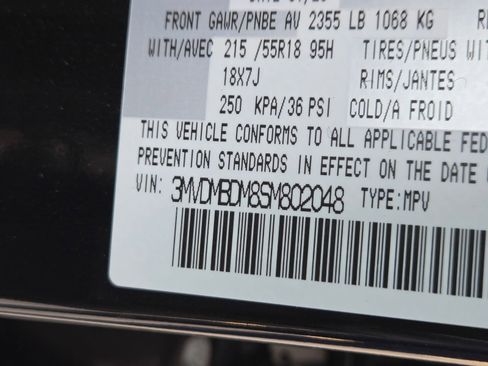 FRONT GAWR/PNBE AV 2355 LB 1068 KG
WITH/AVEC 215 /55R18 95H TIRES/PNEUS WIT
18X7J RIMS/JANTES
250 KPA/36 PSI COLD/A FROID
THIS VEHICLE CONFORMS TO ALL APPLICABLE FED
PREVENTION STANDARDS IN EFFECT ON THE DATE
VIN: 3MVDMBDM8SM802048 TYPE:MPV